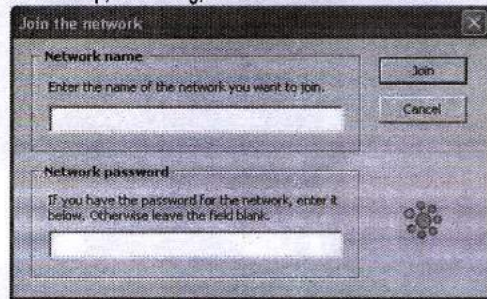 Join the network
Network name
Join
Enter the name of the network you want to join.
Cancel
Network password
If you have the password for the network, enter it
below. Otherwise leave the field blank.